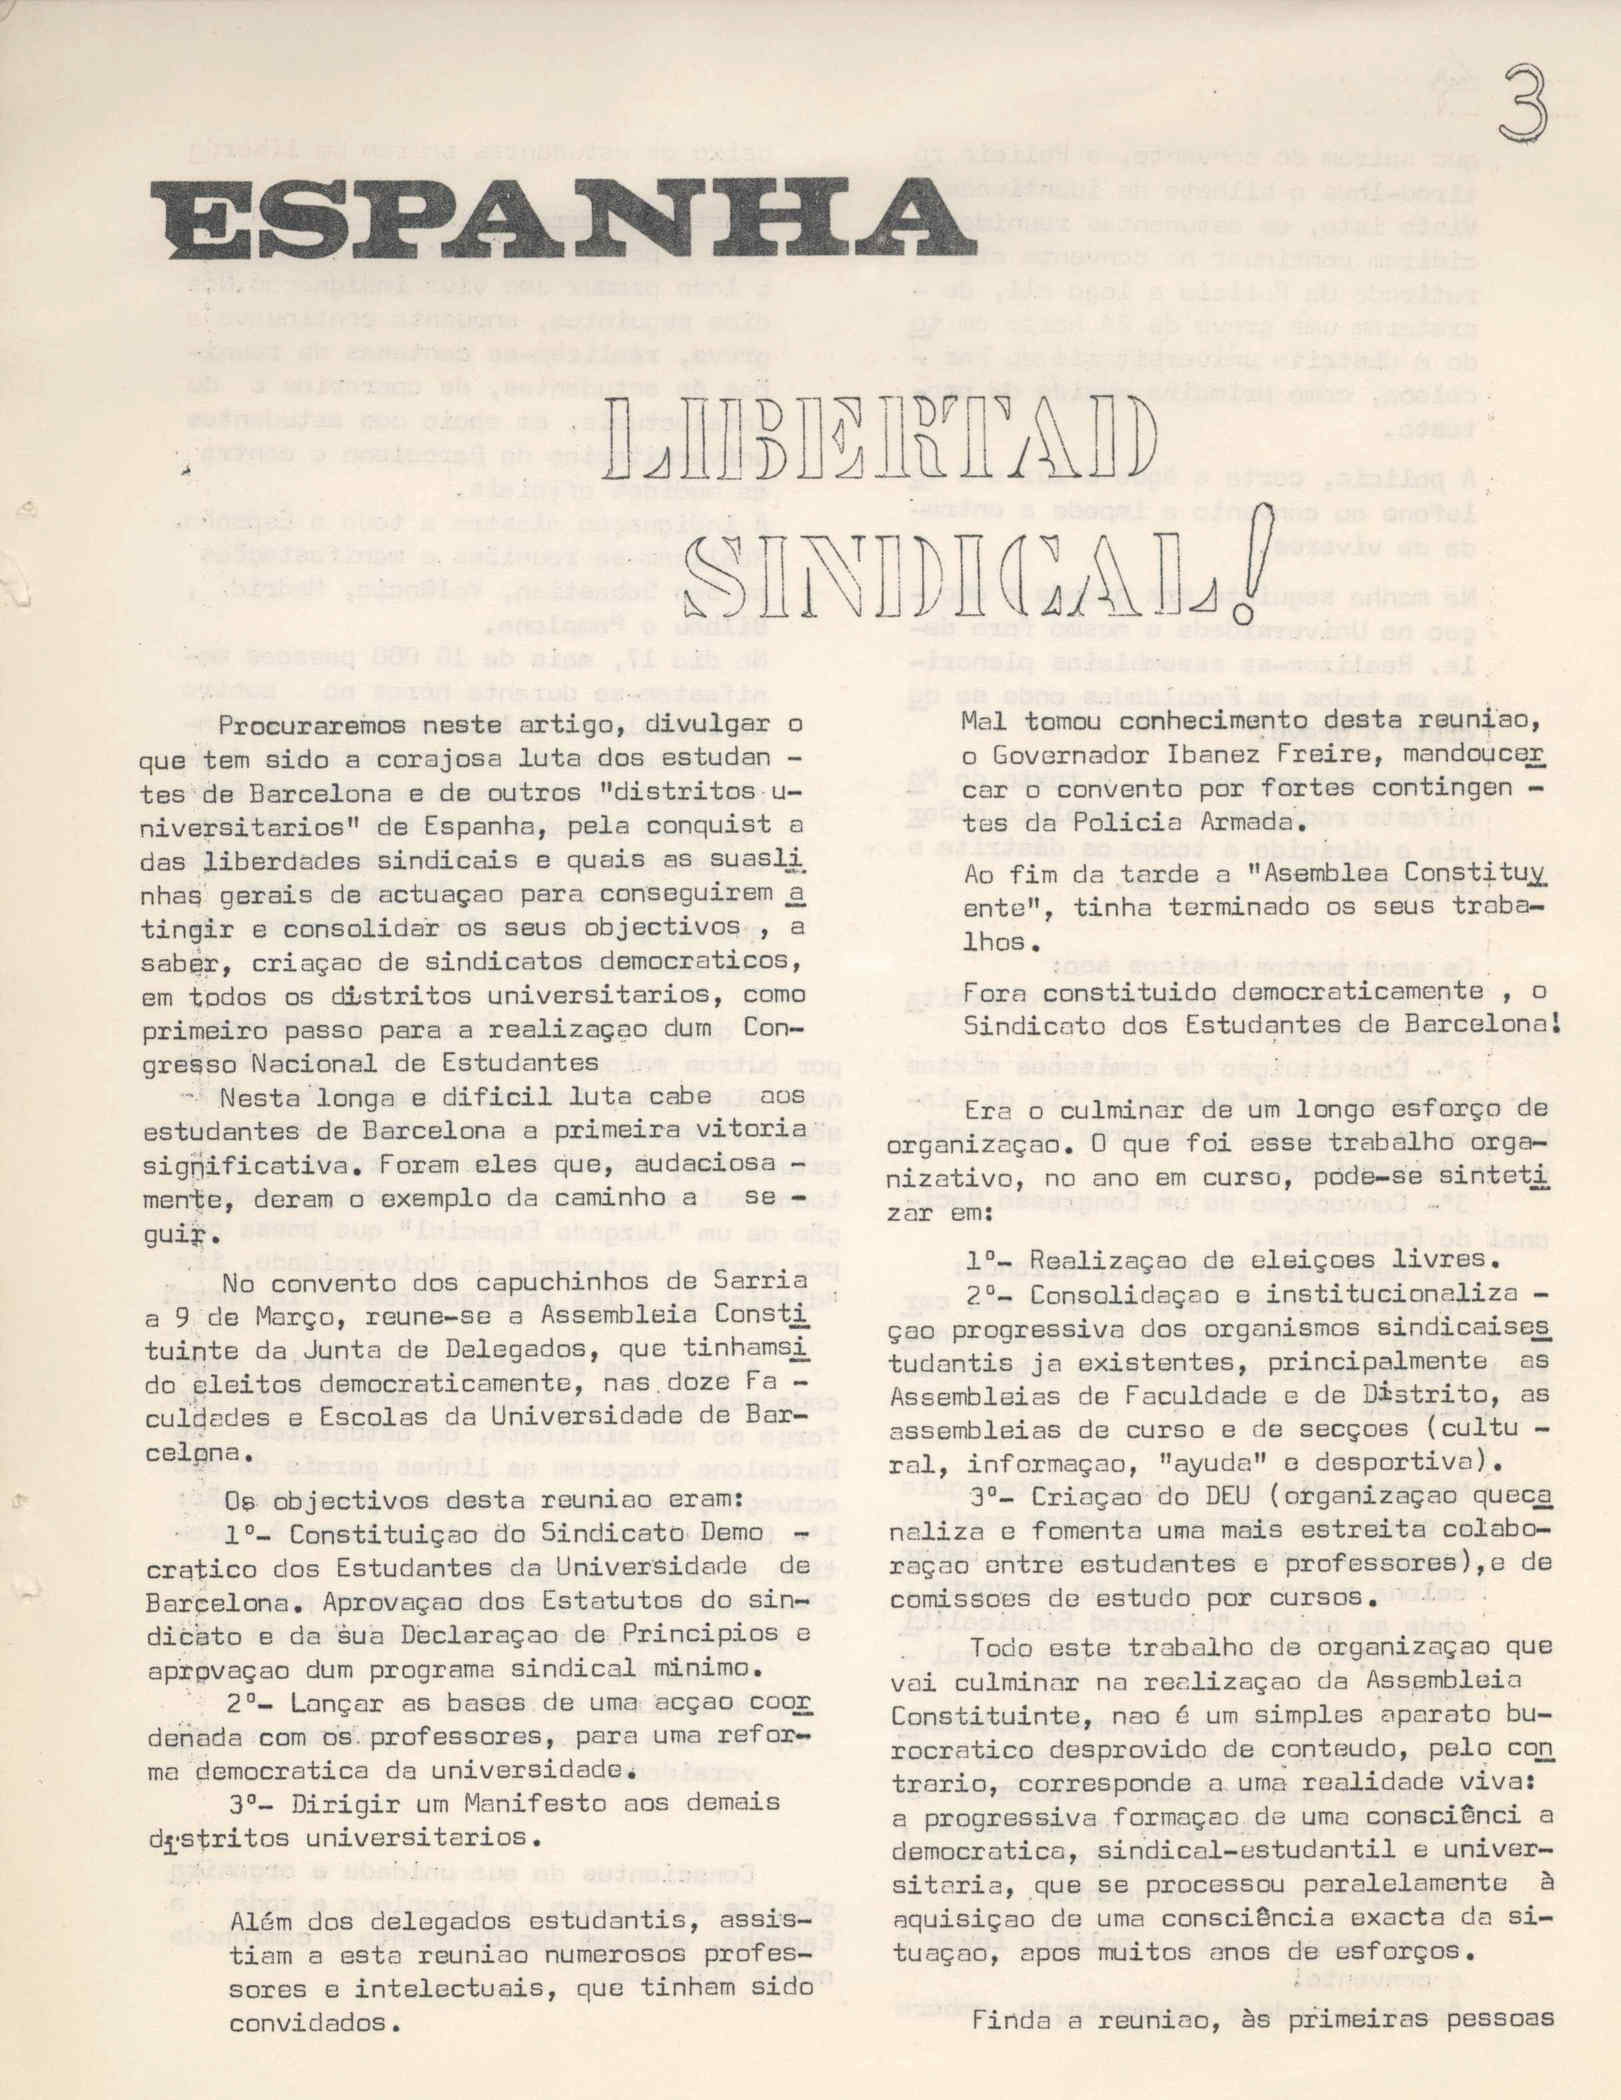 3
ESPANHA
LIBERTAD
SINDICAL!
Procuraremos neste artigo, divulgar o
que tem sido a corajosa luta dos estudan -
tes de Barcelona e de outros "distritos u-
niversitarios" de Espanha, pela conquist a
das liberdades sindicais e quais as suasli
nhas gerais de actuaçao para conseguirem a
tingir e consolidar os seus objectivos , a
saber, criaçao de sindicatos democraticos,
em todos os distritos universitarios, como
primeiro passo para a realizaçao dum Con-
gresso Nacional de Estudantes
Nesta longa e dificil luta cabe aos
estudantes de Barcelona a primeira vitoria
significativa. Foram eles que, audaciosa -
mente, deram o exemplo da caminho a se -
guir.
No convento dos capuchinhos de Sarria
a 9 de Março, reune-se a Assembleia Consti
tuinte da Junta de Delegados, que tinhamsi
do eleitos democraticamente, nas doze Fa -
culdades e Escolas da Universidade de Bar-
celona.
Os objectivos desta reuniao eram:
1º- Constituiçao do Sindicato Demo -
cratico dos Estudantes da Universidade de
Barcelona. Aprovaçao dos Estatutos do sin-
dicato e da sua Declaraçao de Principios e
aprovaçao dum programa sindical minimo.
2º- Lançar as bases de uma acçao coor
denada com os professores, para uma refor-
ma democratica da universidade.
3º- Dirigir um Manifesto aos demais
distritos universitarios.
Além dos delegados estudantis, assis-
tiam a esta reuniao numerosos profes-
sores e intelectuais, que tinham sido
convidados.
Mal tomou conhecimento desta reuniao,
o Governador Ibanez Freire, mandoucer
car o convento por fortes contingen -
tes da Policia Armada.
Ao fim da tarde a "Asemblea Constituy
ente", tinha terminado os seus traba-
lhos.
Fora constituido democraticamente , o
Sindicato dos Estudantes de Barcelona!
Era o culminar de um longo esforço de
organizaçao. O que foi esse trabalho orga-
nizativo, no ano em curso, pode-se sinteti
zar em:
1º- Realizaçao de eleiçoes livres.
2º- Consolidaçao e institucionaliza -
çao progressiva dos organismos sindicaises
tudantis ja existentes, principalmente as
Assembleias de Faculdade e de Distrito, as
assembleias de curso e de secçoes (cultu -
ral, informaçao, "ayuda" e desportiva).
3º- Criaçao do DEU (organizaçao queca
naliza e fomenta uma mais estreita colabo-
raçao entre estudantes e professores),e de
comissoes de estudo por cursos.
Todo este trabalho de organizaçao que
vai culminar na realizaçao da Assembleia
Constituinte, nao é um simples aparato bu-
rocratico desprovido de conteudo, pelo con
trario, corresponde a uma realidade viva:
a progressiva formaçao de uma consciênci a
democratica, sindical-estudantil e univer-
sitaria, que se processou paralelamente à
aquisiçao de uma consciência exacta da si-
tuaçao, apos muitos anos de esforços.
Finda a reuniao, às primeiras pessoas